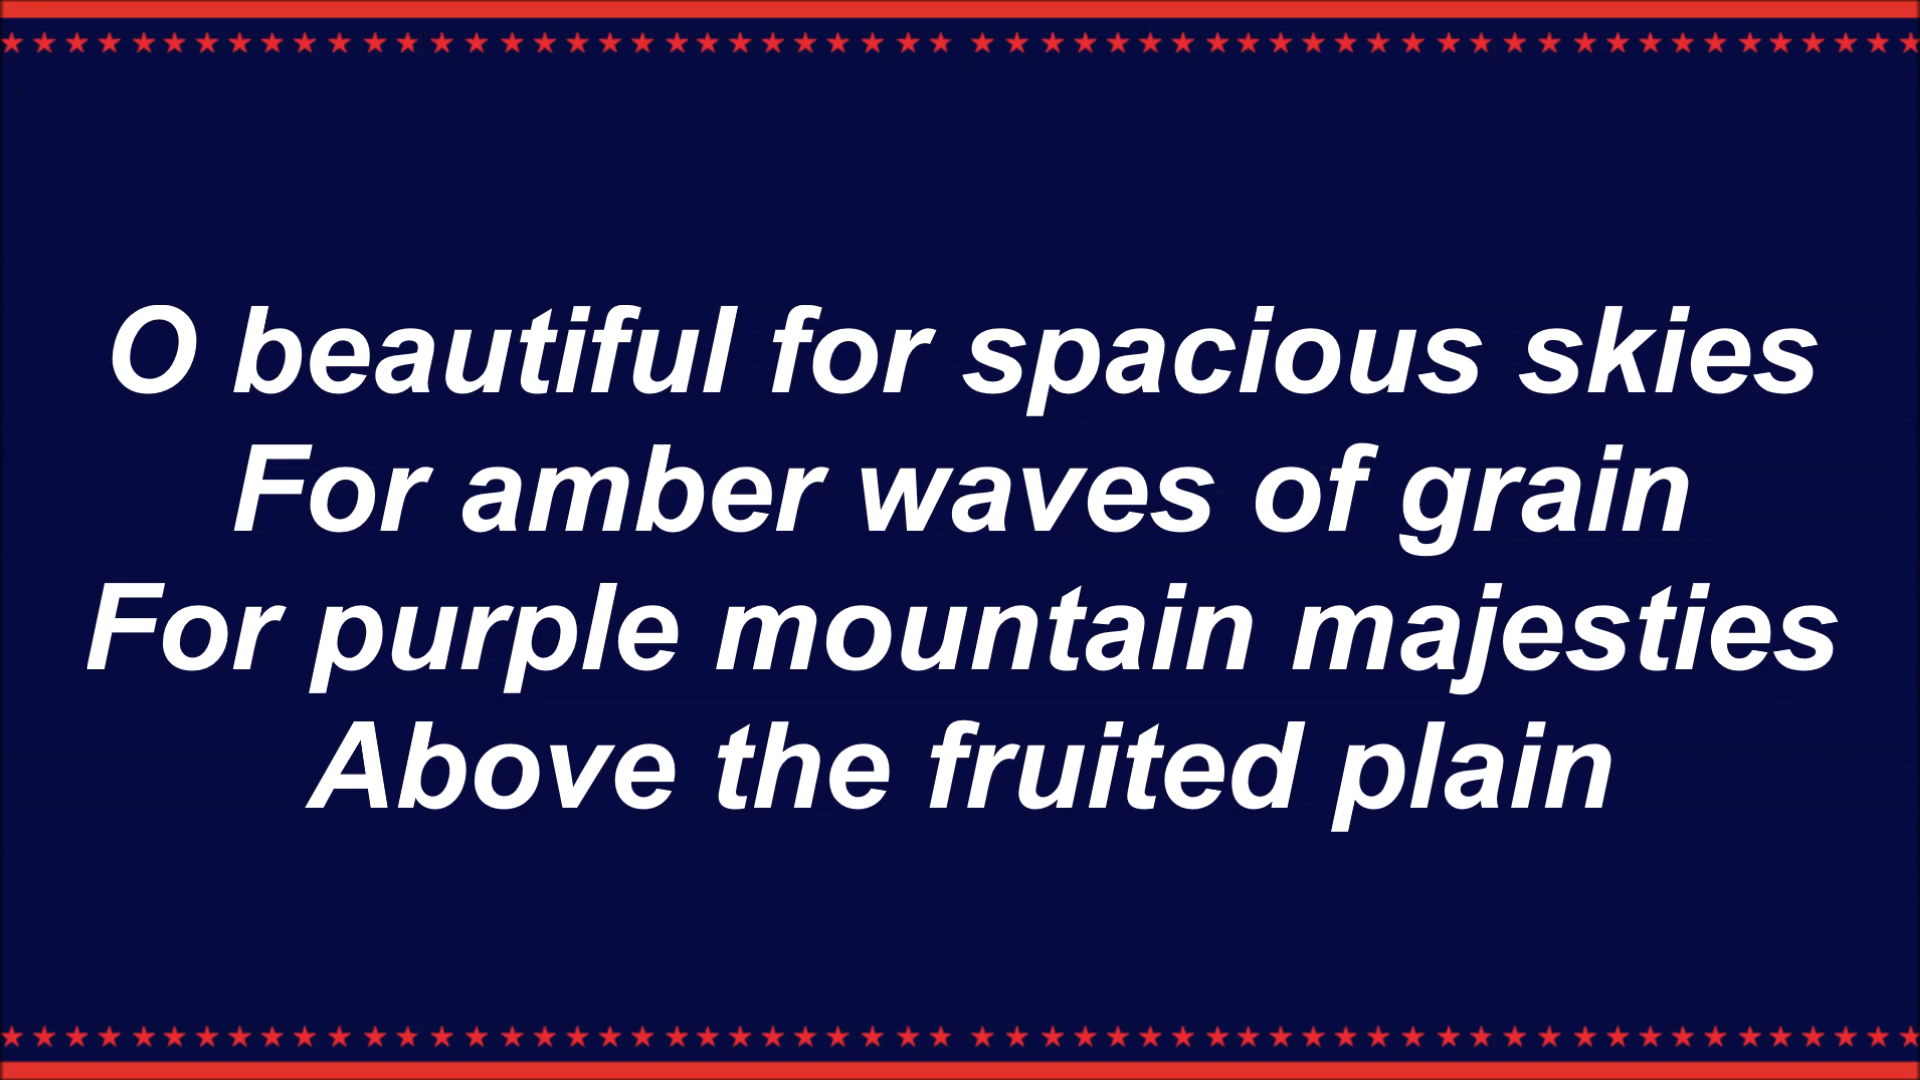 O beautiful for spacious skies
For amber waves of grain
For purple mountain majesties
Above the fruited plain